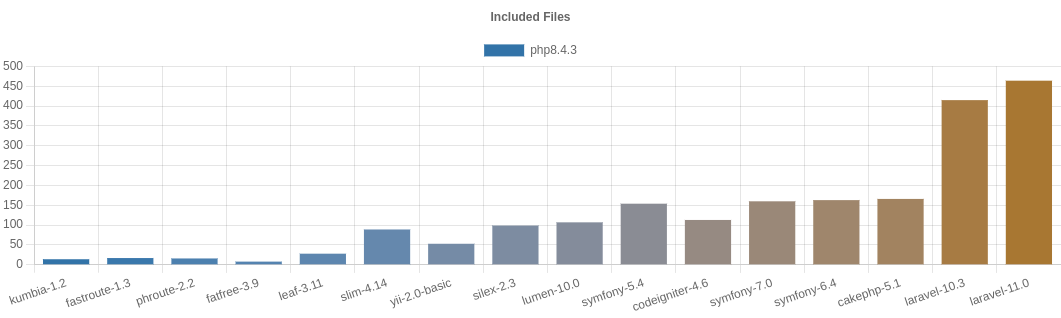 Included Files
php8.4.3
500
450
400
350
300
250
200
150
100
50
0
kumbia-1.2
fastroute-1.3
phroute-2.2
fatfree-3.9
leaf-3.11
slim-4.14
yii-2.0-basic
silex-2.3
lumen-10.0
symfony-5.4
codeigniter-4.6
symfony-7.0
symfony-6.4
cakephp-5.1
laravel-10.3
laravel-11.0